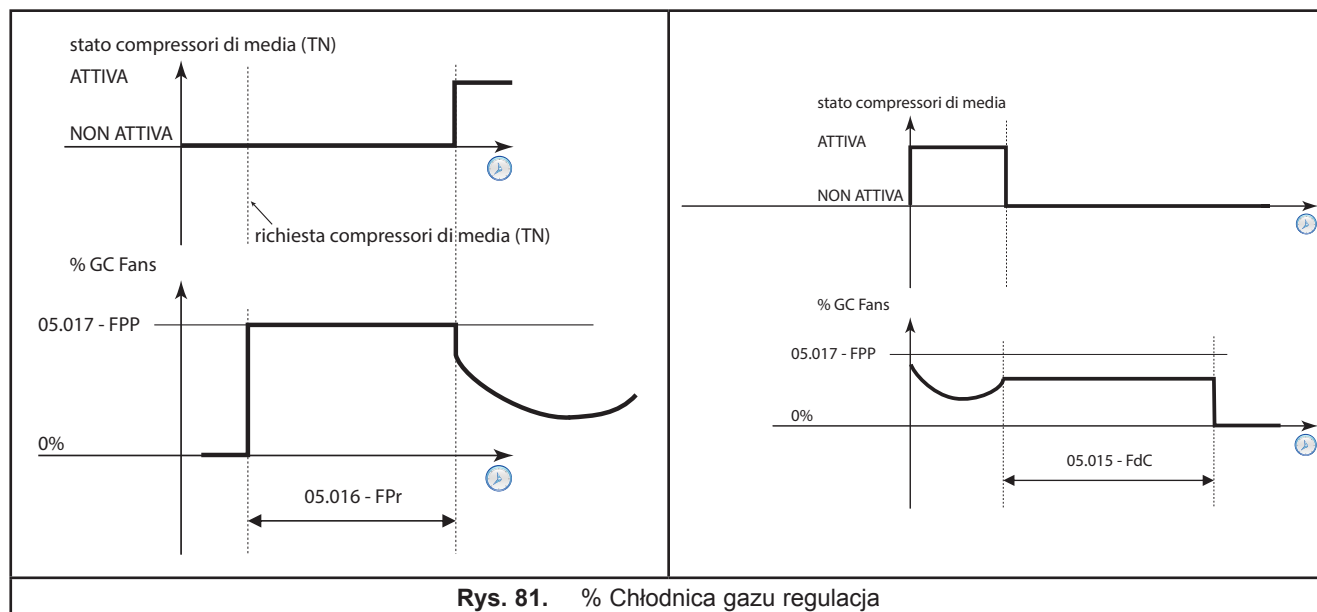 stato compressori di media (TN)
ATTIVA
NON ATTIVA
richiesta compressori di media (TN)
% GC Fans
05.017 - FPP
0%
05.016 - FPr
stato compressori di media
ATTIVA
NON ATTIVA
% GC Fans
05.017 - FPP
0%
05.015 - FdC
Rys. 81. % Chłodnica gazu regulacja